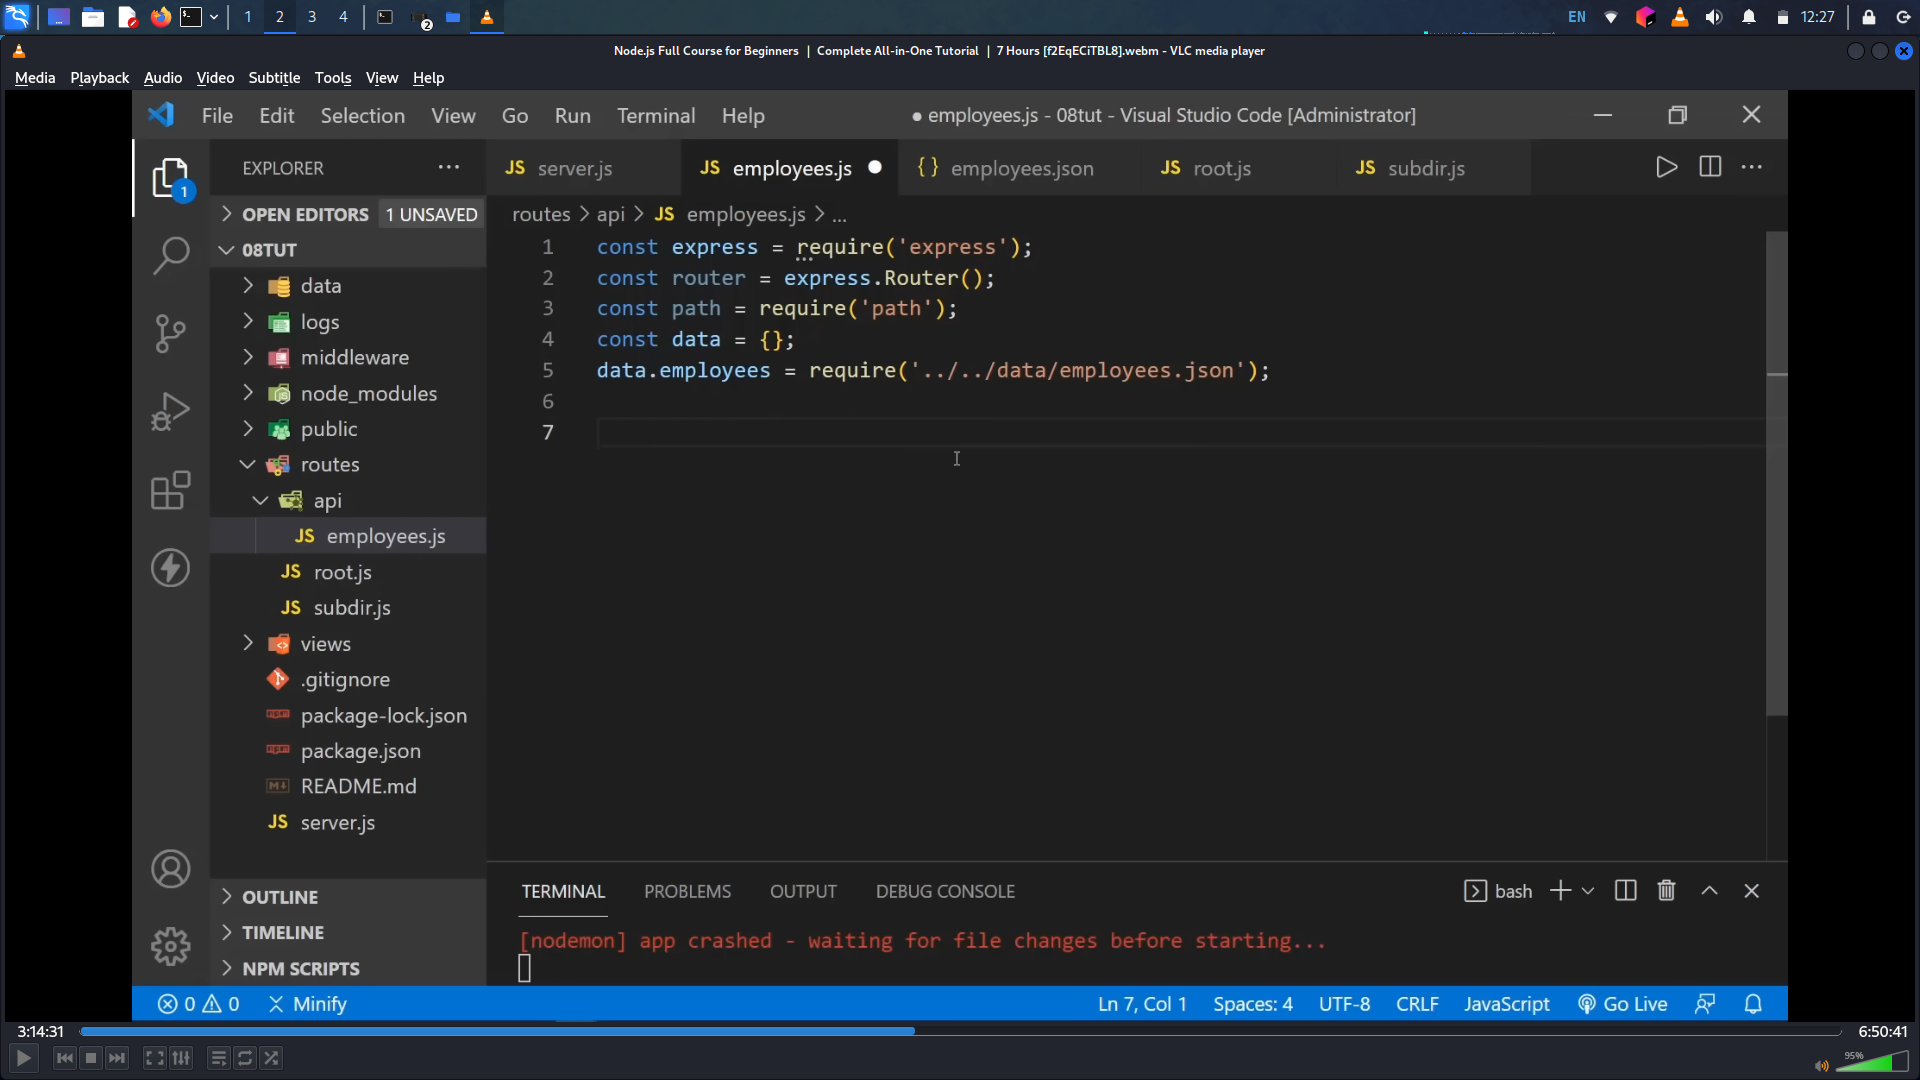 1 2 3 4 2 EN 12:27
Node.js Full Course for Beginners | Complete All-in-One Tutorial | 7 Hours [f2EqECiTBL8].webm - VLC media player
Media Playback Audio Video Subtitle Tools View Help
File Edit Selection View Go Run Terminal Help ● employees.js - 08tut - Visual Studio Code [Administrator]
EXPLORER ··· JS server.js JS employees.js ● {} employees.json JS root.js JS subdir.js ···
1
> OPEN EDITORS 1 UNSAVED routes > api > JS employees.js > ...
08TUT
1 const express = require('express');
2 const router = express.Router();
3 const path = require('path');
4 const data = {};
5 data.employees = require('../../data/employees.json');
6
7
data
logs
middleware
node_modules
public
routes
api
JS employees.js
JS root.js
JS subdir.js
views
.gitignore
package-lock.json
package.json
README.md
JS server.js
OUTLINE
TIMELINE
NPM SCRIPTS
TERMINAL PROBLEMS OUTPUT DEBUG CONSOLE bash
[nodemon] app crashed - waiting for file changes before starting...
0 0 Minify Ln 7, Col 1 Spaces: 4 UTF-8 CRLF JavaScript Go Live
3:14:31 6:50:41
95%